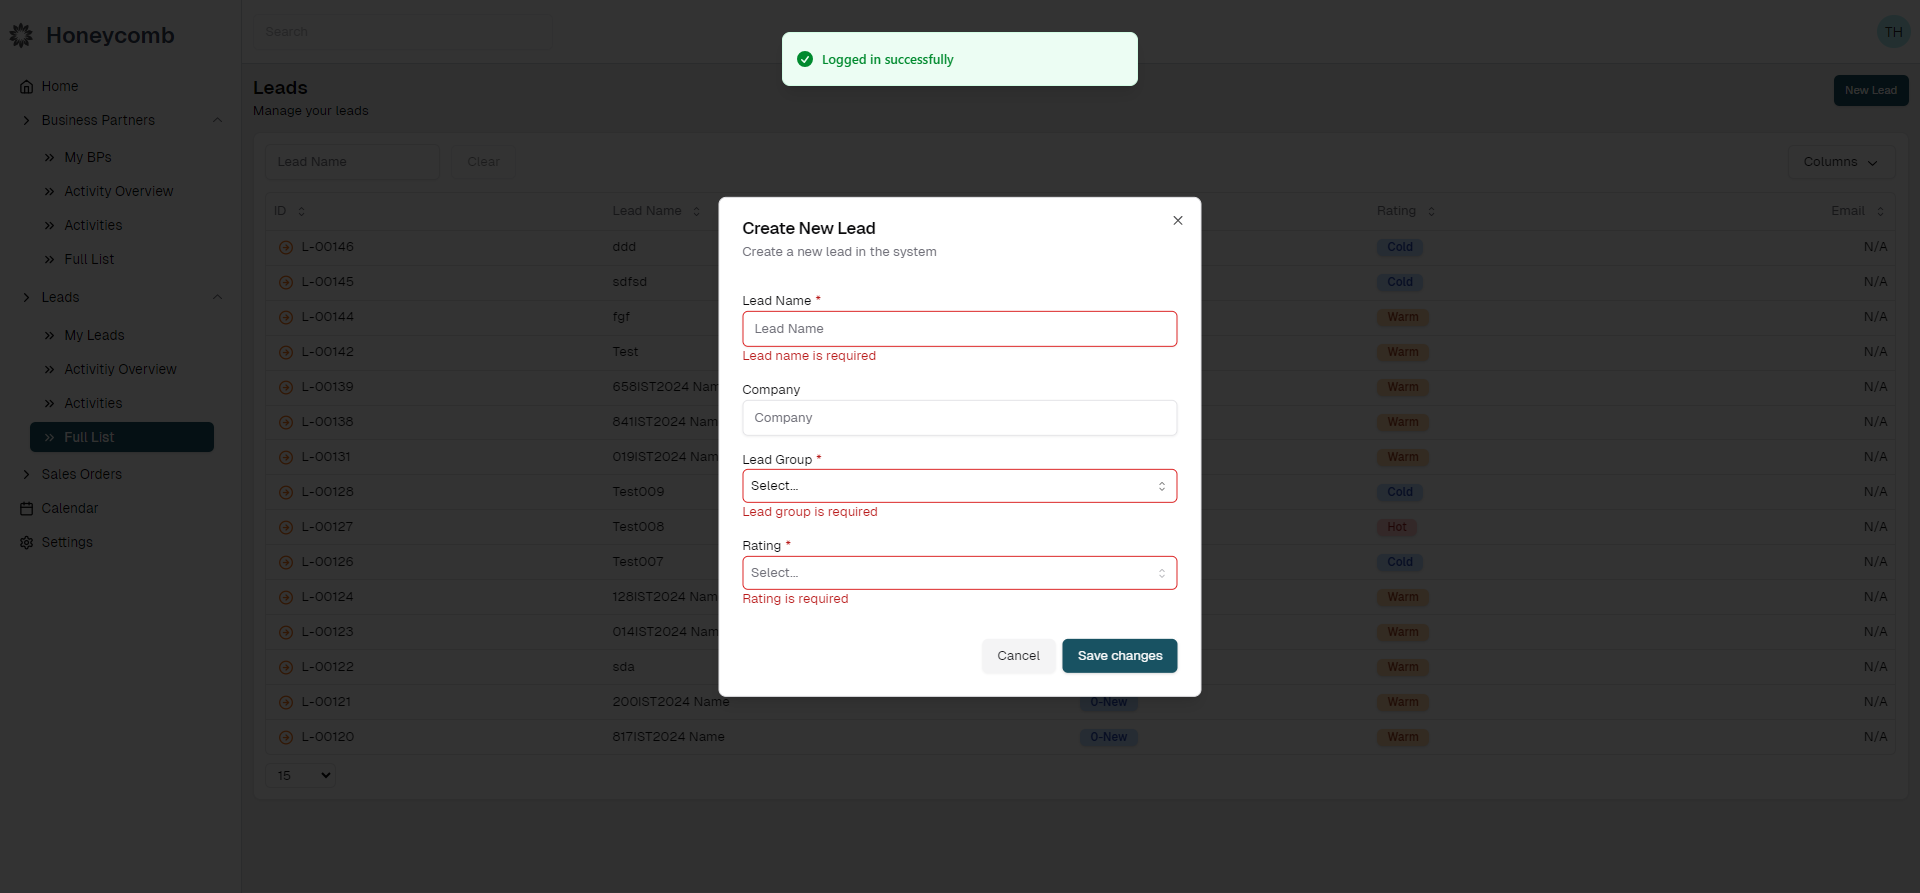 Honeycomb
Search
Logged in successfully
TH
Home
Business Partners
My BPs
Activity Overview
Activities
Full List
Leads
My Leads
Activitiy Overview
Activities
Full List
Sales Orders
Calendar
Settings
Leads
Manage your leads
New Lead
Lead Name
Clear
Columns
ID Lead Name Rating Email
L-00146 ddd Cold N/A
L-00145 sdfsd Cold N/A
L-00144 fgf Warm N/A
L-00142 Test Warm N/A
L-00139 658IST2024 Nam Warm N/A
L-00138 841IST2024 Nam Warm N/A
L-00131 019IST2024 Nam Warm N/A
L-00128 Test009 Cold N/A
L-00127 Test008 Hot N/A
L-00126 Test007 Cold N/A
L-00124 128IST2024 Nam Warm N/A
L-00123 014IST2024 Nam Warm N/A
L-00122 sda Warm N/A
L-00121 200IST2024 Name 0-New Warm N/A
L-00120 817IST2024 Name 0-New Warm N/A
15
Create New Lead
Create a new lead in the system
Lead Name *
Lead Name
Lead name is required
Company
Company
Lead Group *
Select...
Lead group is required
Rating *
Select...
Rating is required
Cancel
Save changes